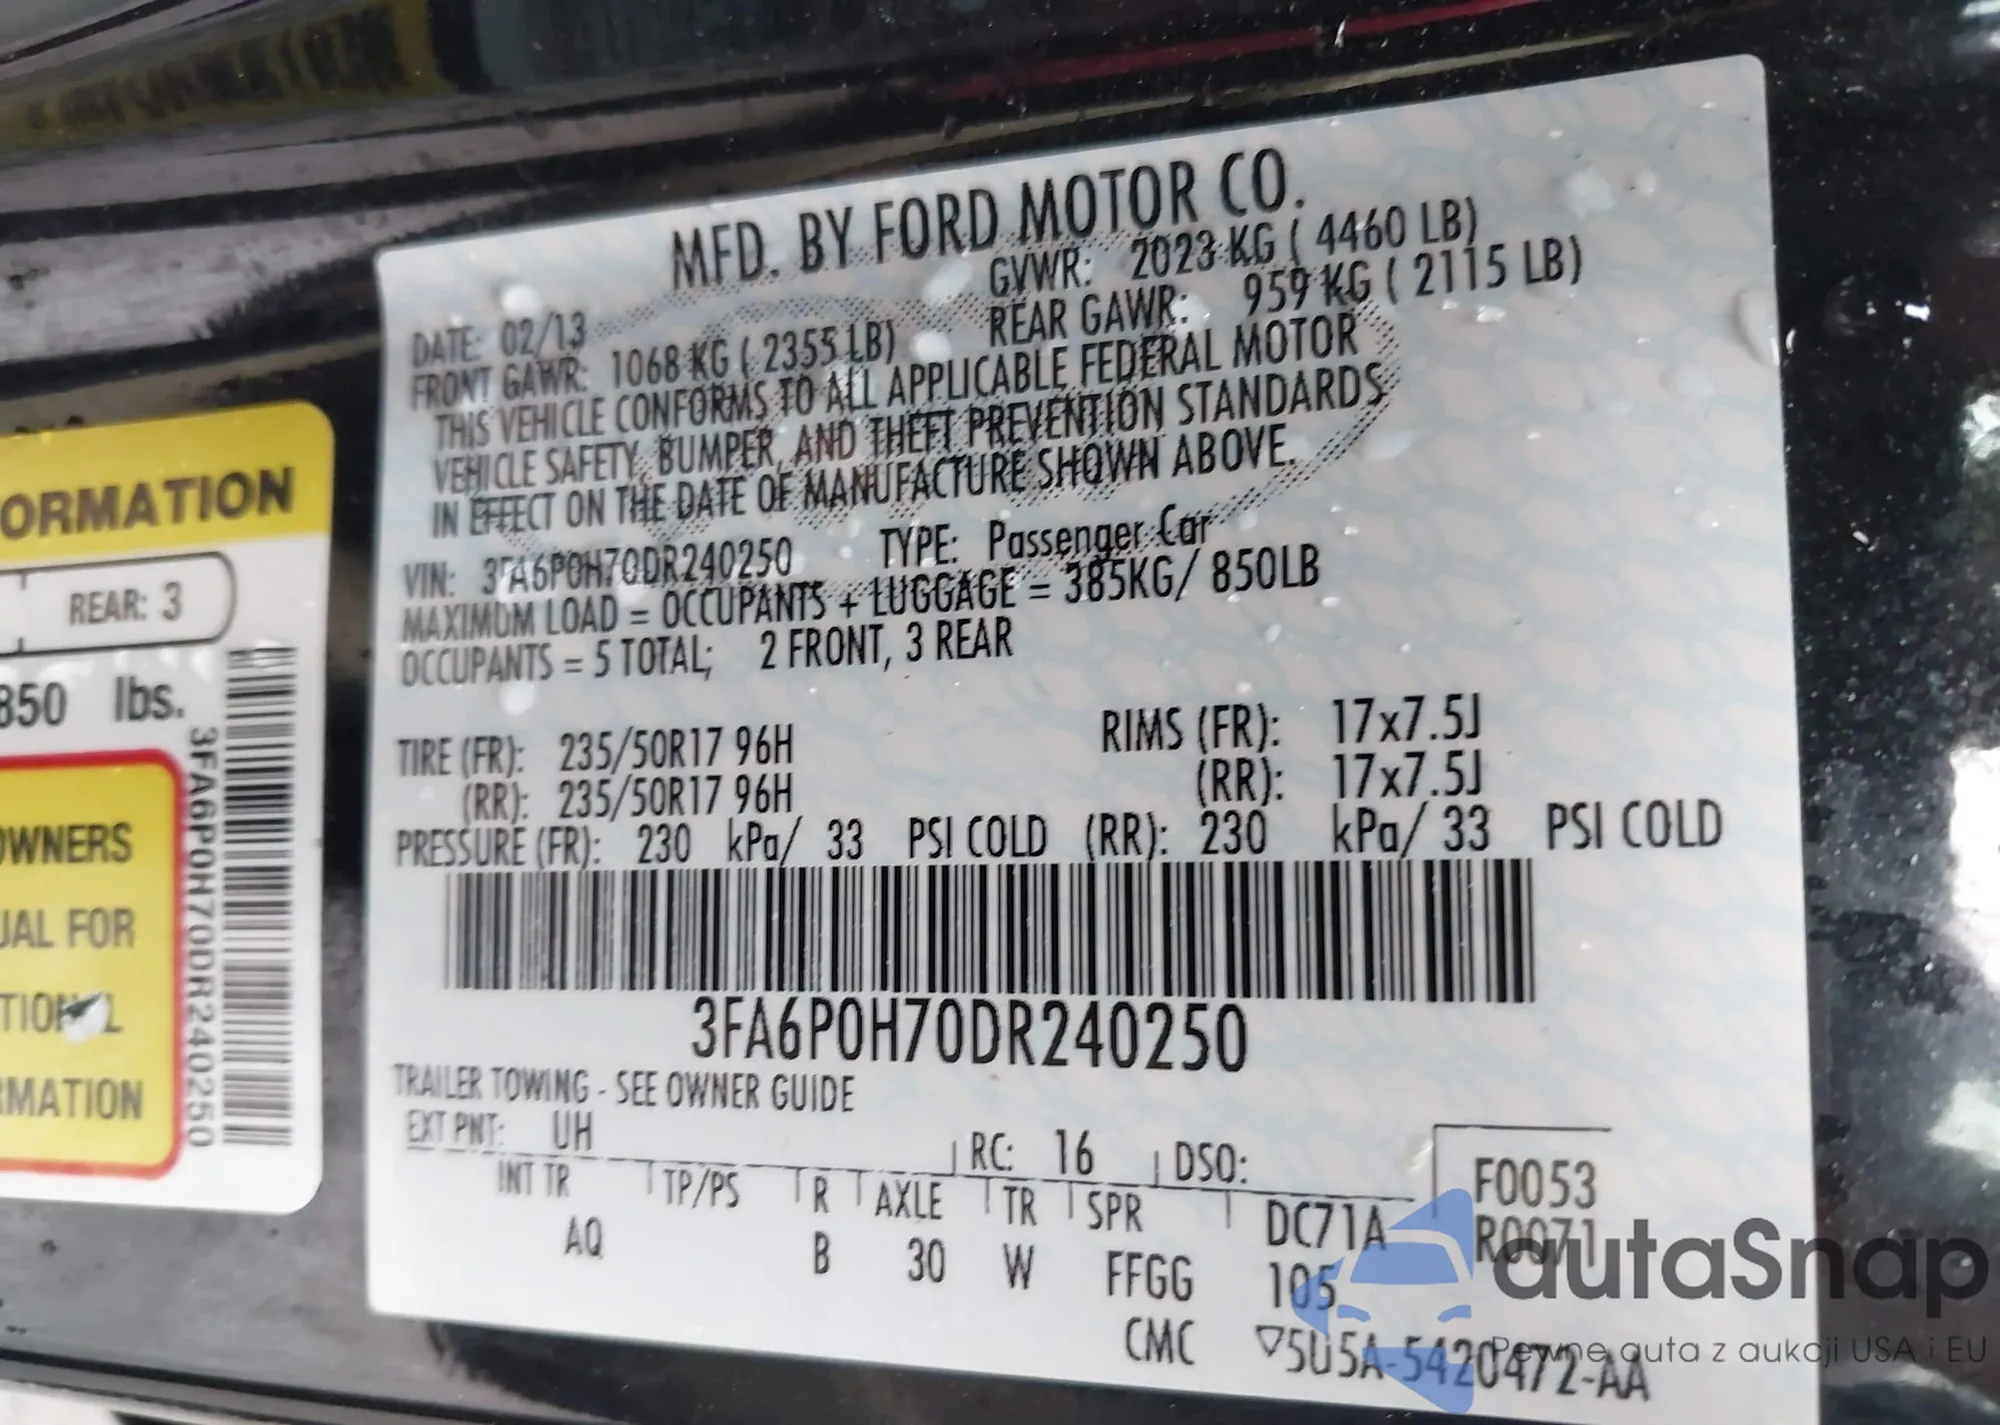 ORMATION
REAR: 3
850 lbs.
OWNERS
UAL FOR
RMATION
3FA6P0H70DR240250
MFD. BY FORD MOTOR CO.
DATE: 02/13 GVWR: 2023 KG ( 4460 LB)
FRONT GAWR: 1068 KG ( 2355 LB) REAR GAWR: 959 KG ( 2115 LB)
THIS VEHICLE CONFORMS TO ALL APPLICABLE FEDERAL MOTOR
VEHICLE SAFETY, BUMPER, AND THEFT PREVENTION STANDARDS
IN EFFECT ON THE DATE OF MANUFACTURE SHOWN ABOVE.
VIN: 3FA6P0H70DR240250 TYPE: Passenger Car
MAXIMUM LOAD = OCCUPANTS + LUGGAGE = 385KG/ 850LB
OCCUPANTS = 5 TOTAL; 2 FRONT, 3 REAR
TIRE (FR): 235/50R17 96H RIMS (FR): 17x7.5J
(RR): 235/50R17 96H (RR): 17x7.5J
PRESSURE (FR): 230 kPa/ 33 PSI COLD (RR): 230 kPa/ 33 PSI COLD
3FA6P0H70DR240250
TRAILER TOWING - SEE OWNER GUIDE
EXT PNT: UH RC: 16 DSO: F0053
INT TR TP/PS R AXLE TR SPR DC71A R0071
AQ B 30 W FFGG 105
CMC ▽5U5A-5420472-AA
autaSnap
Pewne auta z aukcji USA i EU